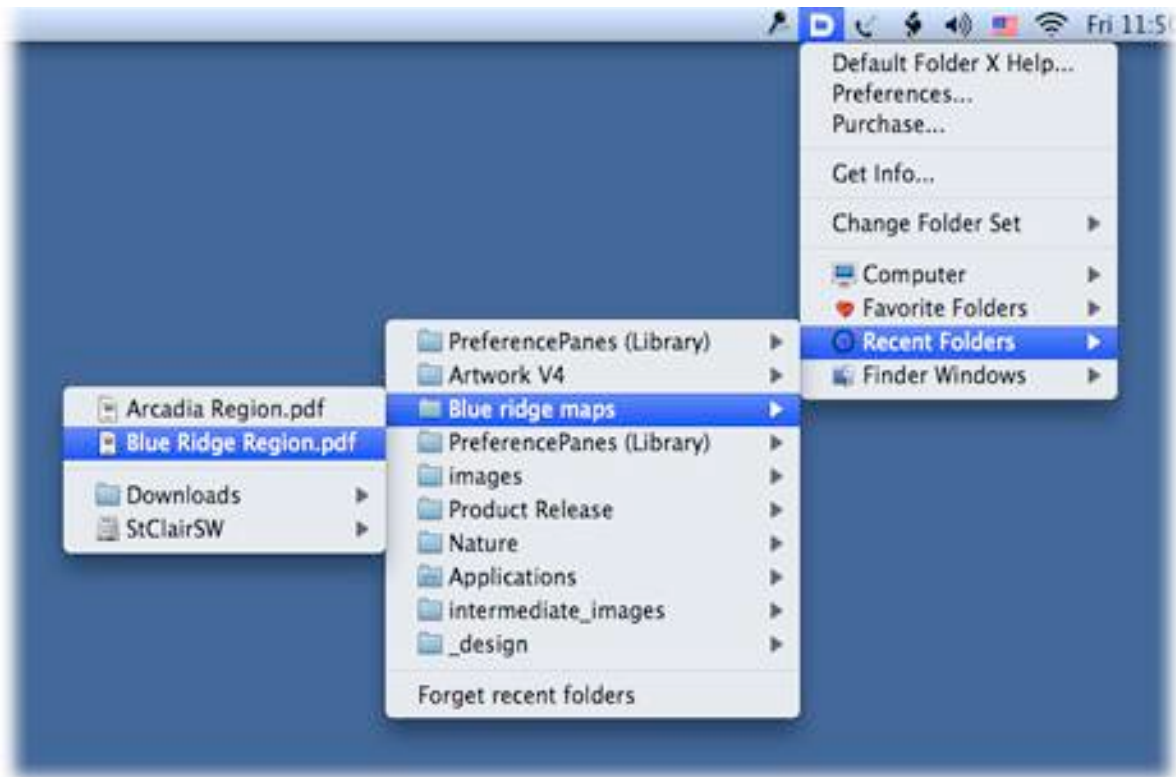 Fri 11:5
Default Folder X Help...
Preferences...
Purchase...
Get Info...
Change Folder Set
Computer
Favorite Folders
Recent Folders
Finder Windows
PreferencePanes (Library)
Artwork V4
Blue ridge maps
PreferencePanes (Library)
images
Product Release
Nature
Applications
intermediate_images
_design
Forget recent folders
Arcadia Region.pdf
Blue Ridge Region.pdf
Downloads
StClairSW